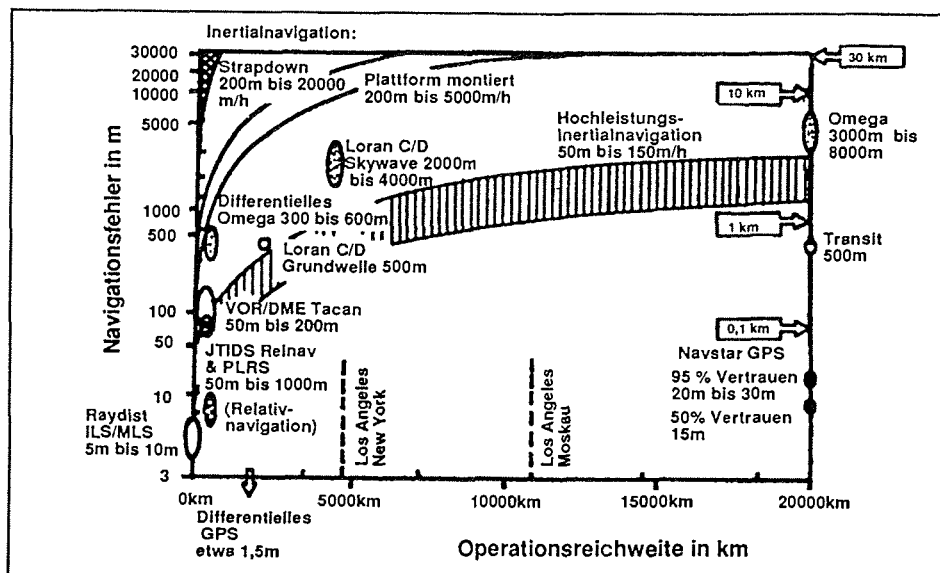 Inertialnavigation:
30000
20000
10000
5000
1000
500
100
50
10
3
Navigationsfehler in m
Strapdown
200m bis 20000
m/h
Plattform montiert
200m bis 5000m/h
Hochleistungs-
Inertialnavigation
50m bis 150m/h
30 km
10 km
Omega
3000m bis
8000m
Loran C/D
Skywave 2000m
bis 4000m
Differentielles
Omega 300 bis 600m
Loran C/D
Grundwelle 500m
1 km
Transit
500m
VOR/DME Tacan
50m bis 200m
0,1 km
JTIDS Relnav
& PLRS
50m bis 1000m
(Relativ-
navigation)
Navstar GPS
95 % Vertrauen
20m bis 30m
50% Vertrauen
15m
Raydist
ILS/MLS
5m bis 10m
Los Angeles
New York
Los Angeles
Moskau
0km
5000km
10000km
15000km
20000km
Differentielles
GPS
etwa 1,5m
Operationsreichweite in km